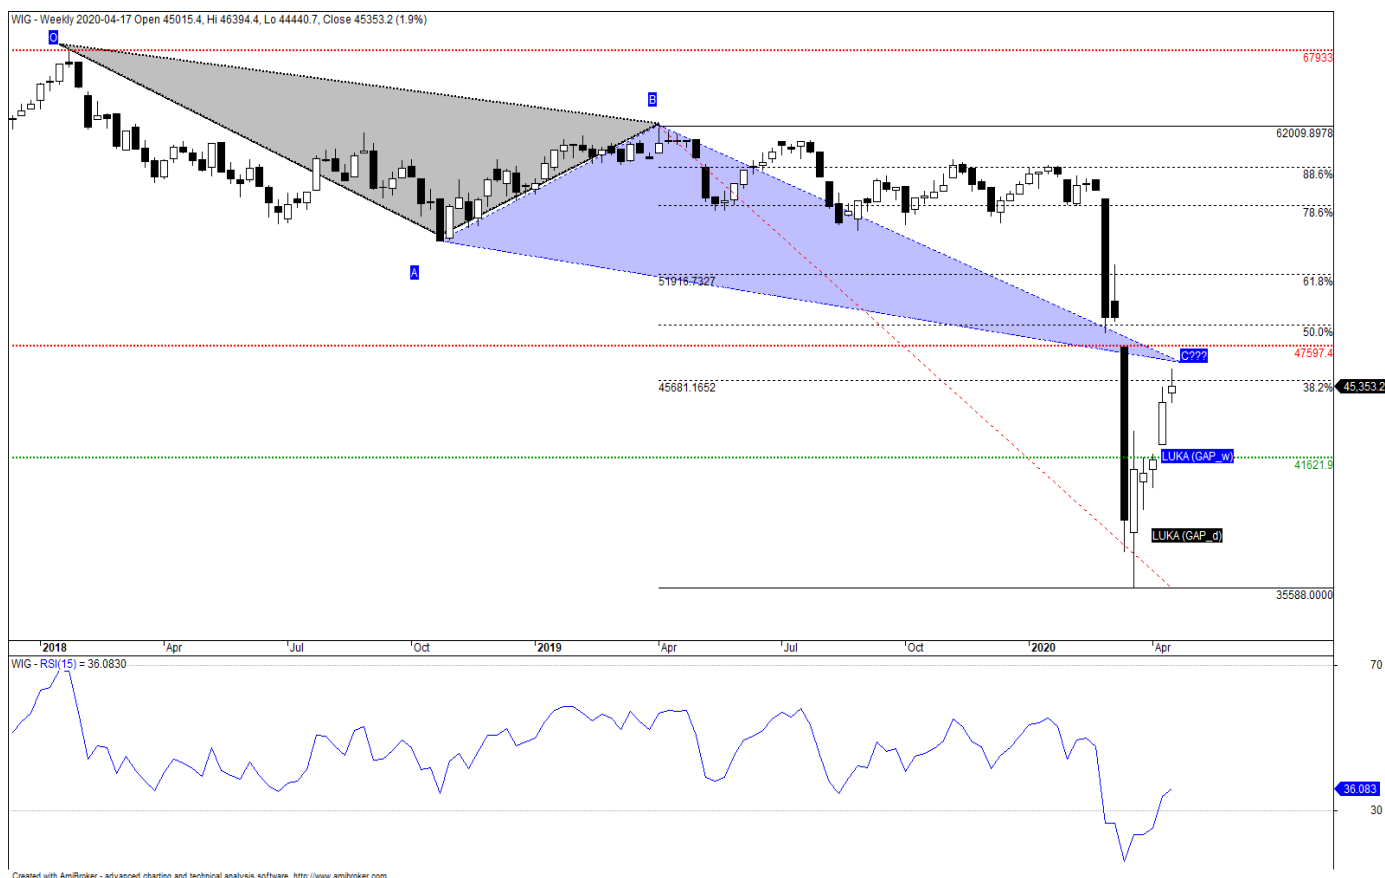 WIG - Weekly 2020-04-17 Open 45015.4, Hi 46394.4, Lo 44440.7, Close 45353.2 (1.9%)
O
67933
B
62009.8978
88.6%
78.6%
A
51916.7327
61.8%
50.0%
47597.4
C???
45681.1652
38.2%
45,353.2
LUKA (GAP_w)
41621.9
LUKA (GAP_d)
35588.0000
2018 Apr Jul Oct 2019 Apr Jul Oct 2020 Apr
WIG - RSI(15) = 36.0830
70
36.083
30
Created with AmiBroker - advanced charting and technical analysis software. http://www.amibroker.com